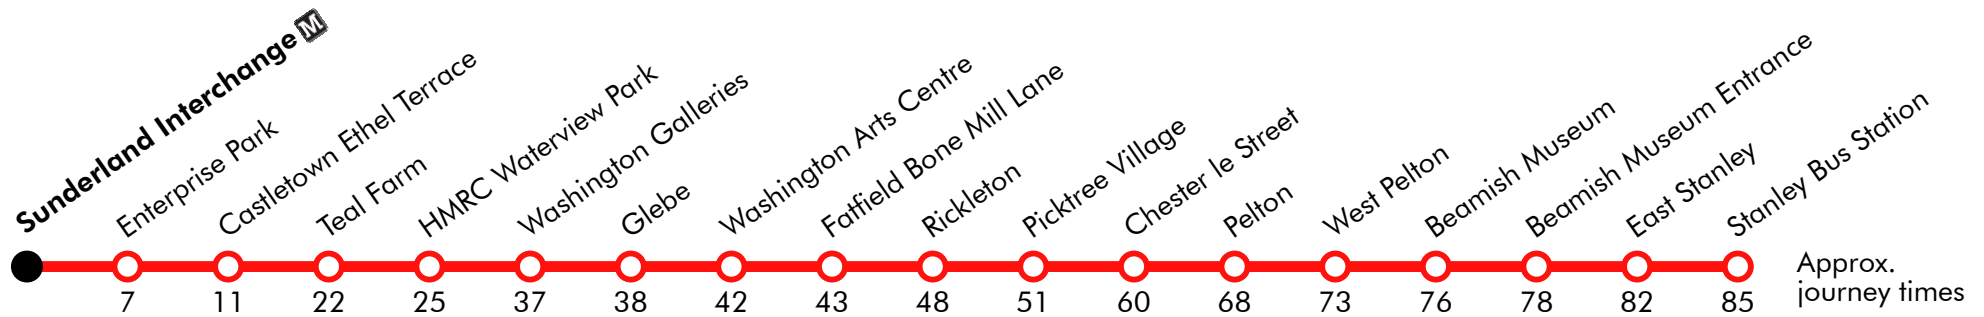 Sunderland Interchange M
Enterprise Park
Castletown Ethel Terrace
Teal Farm
HMRC Waterview Park
Washington Galleries
Glebe
Washington Arts Centre
Fatfield Bone Mill Lane
Rickleton
Picktree Village
Chester le Street
Pelton
West Pelton
Beamish Museum
Beamish Museum Entrance
East Stanley
Stanley Bus Station
7 11 22 25 37 38 42 43 48 51 60 68 73 76 78 82 85
Approx.
journey times